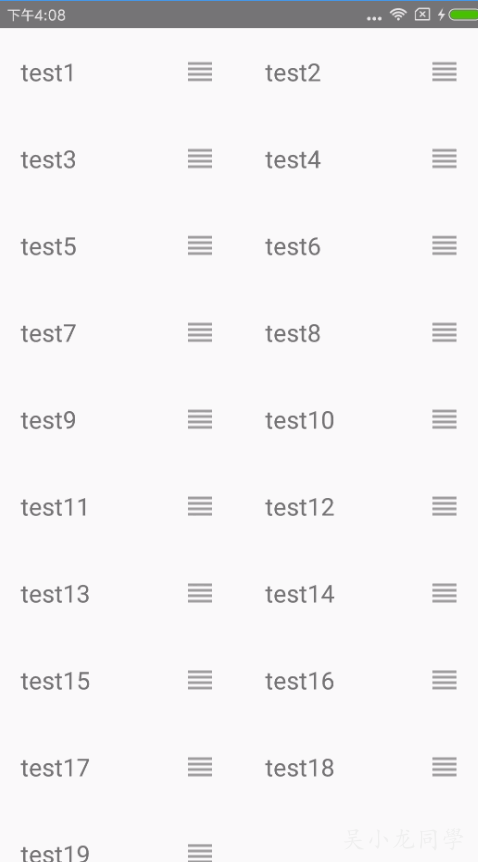 下午4:08
test1 test2
test3 test4
test5 test6
test7 test8
test9 test10
test11 test12
test13 test14
test15 test16
test17 test18
test19
吴小龙同学